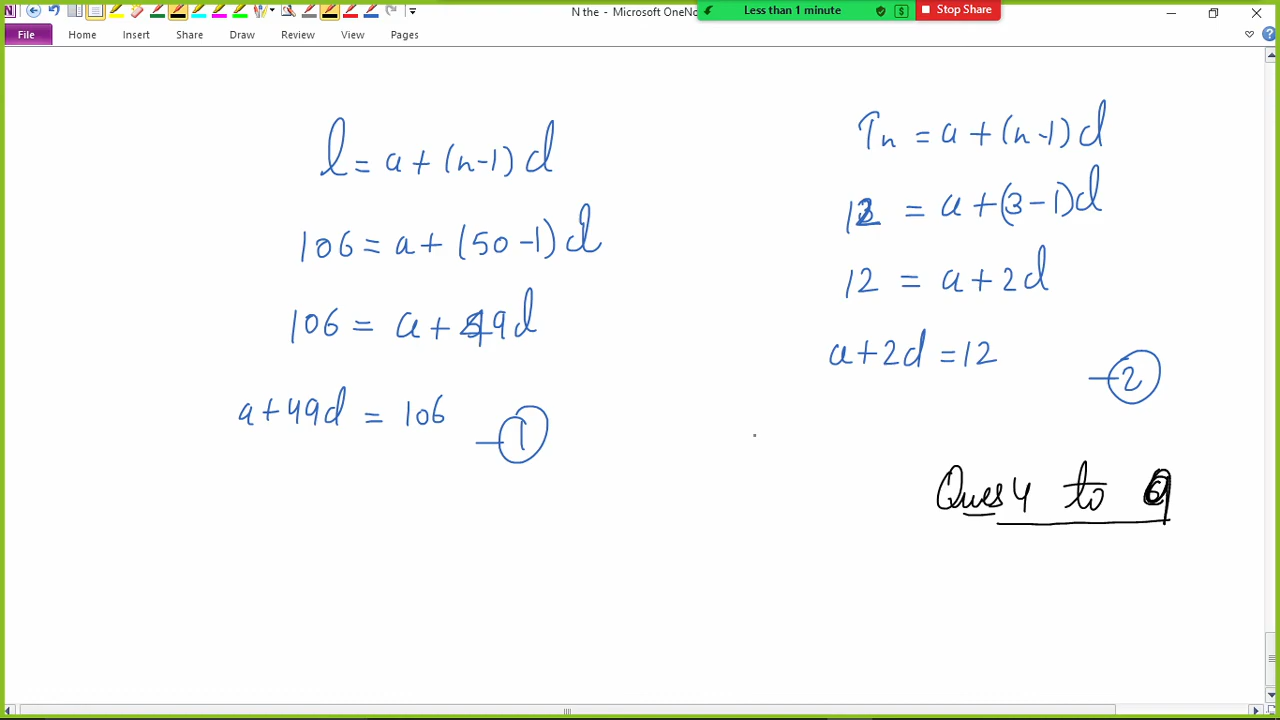 N the - Microsoft OneNo
Less than 1 minute
Stop Share
File Home Insert Share Draw Review View Pages
l = a + (n-1) d
106 = a + (50-1) d
106 = a + 49d
a + 49d = 106 —①
Tn = a + (n-1) d
12 = a + (3-1)d
12 = a + 2d
a + 2d = 12 —②
Ques 4 to 9